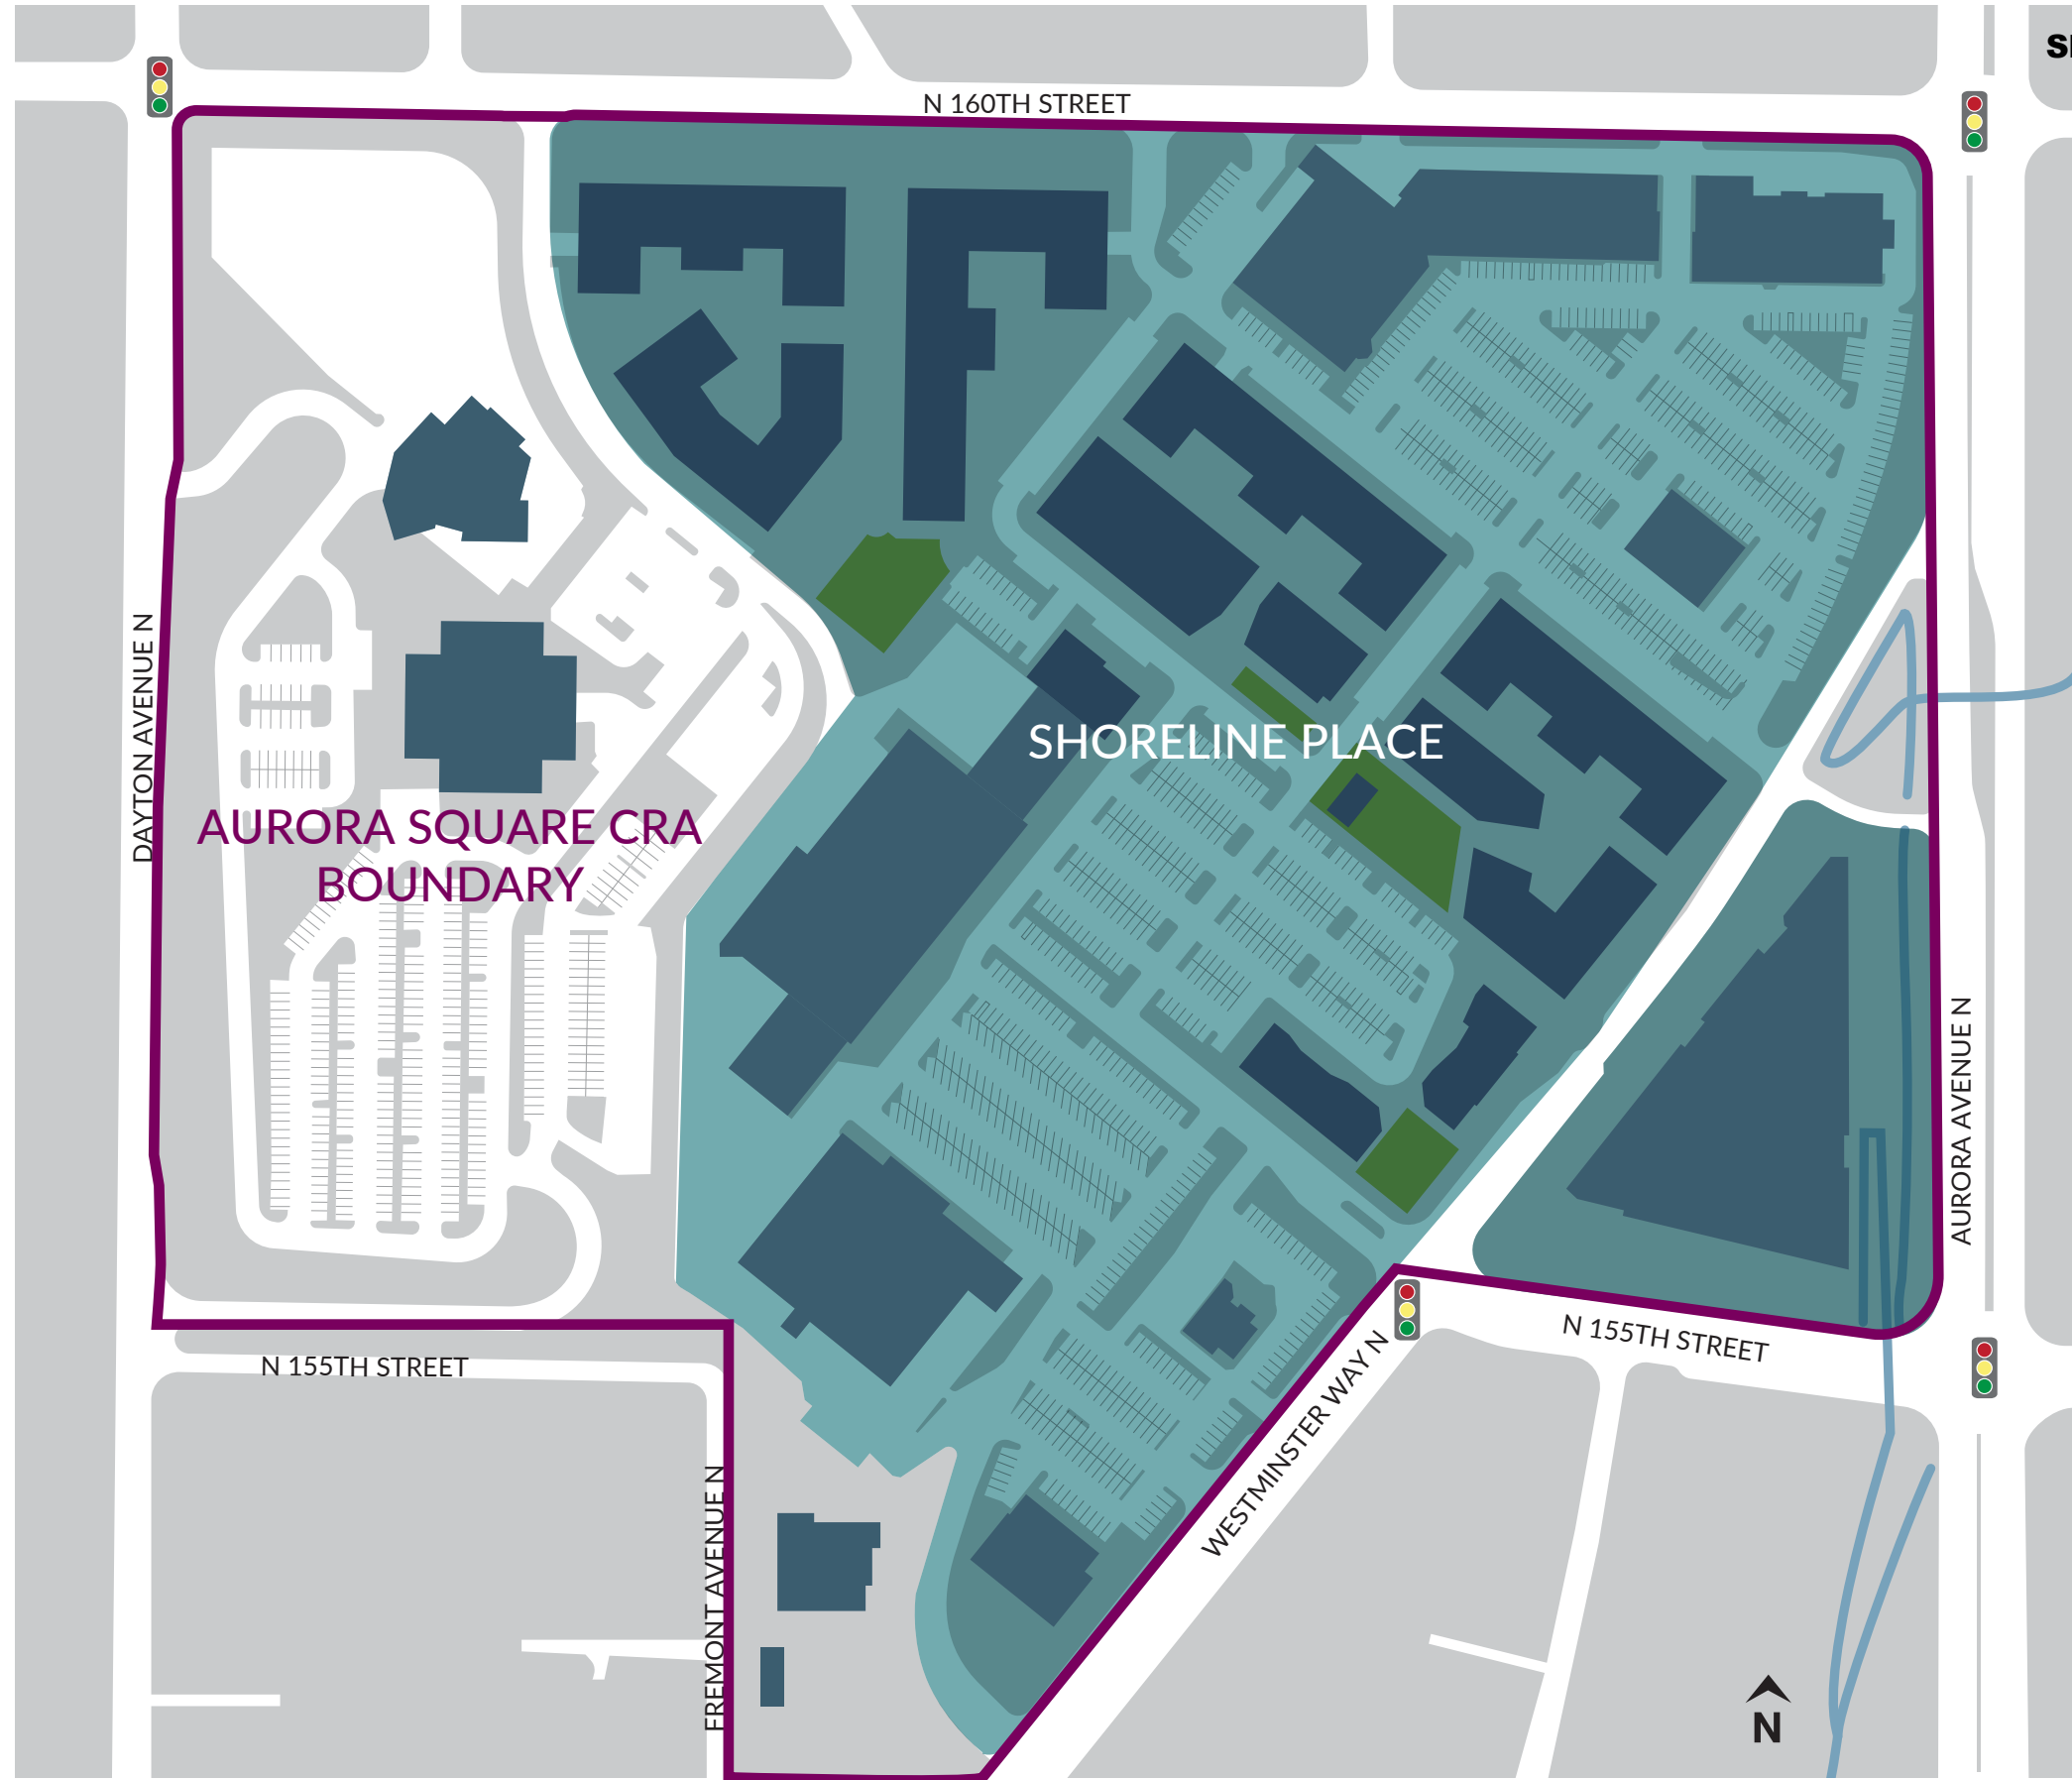 N 160TH STREET
DAYTON AVENUE N
SHORELINE PLACE
AURORA SQUARE CRA
BOUNDARY
AURORA AVENUE N
N 155TH STREET
N 155TH STREET
WESTMINSTER WAY N
FREMONT AVENUE N
N